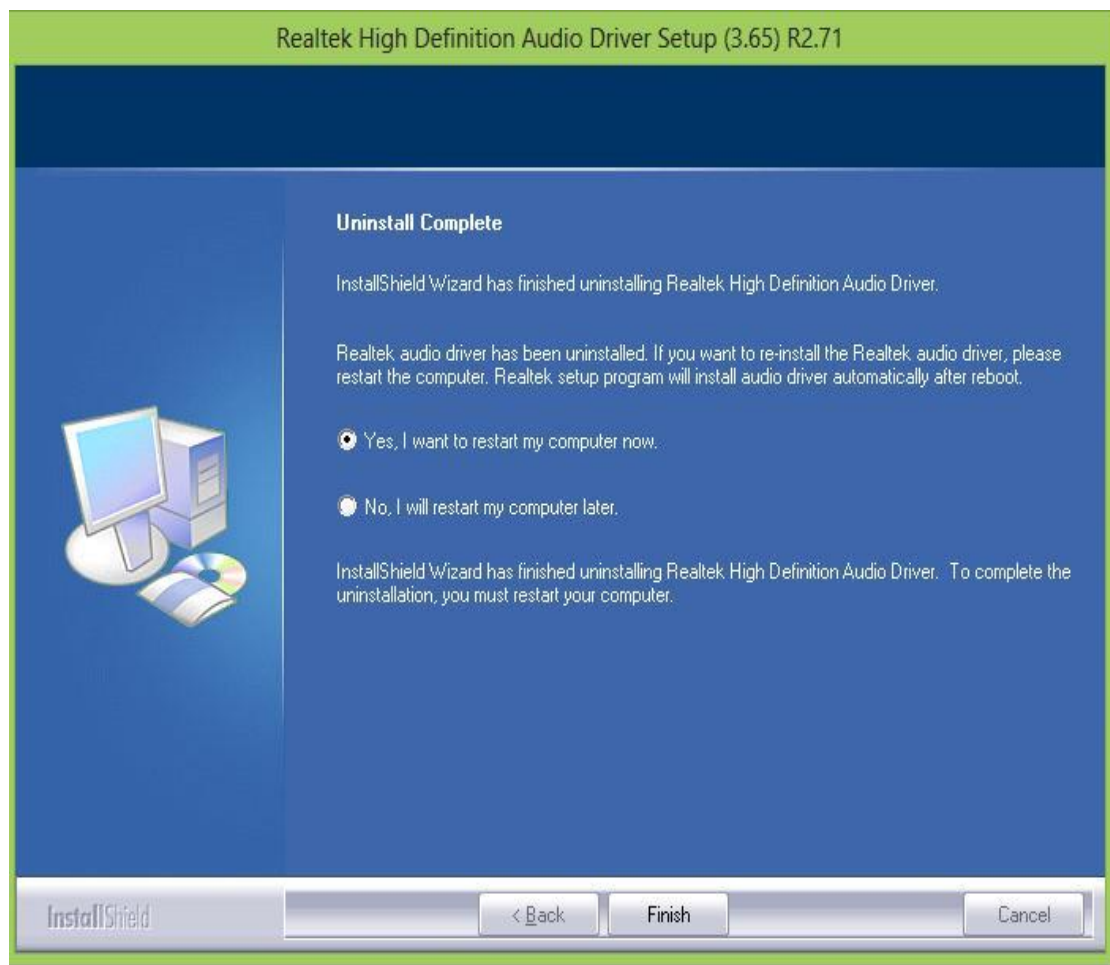 Realtek High Definition Audio Driver Setup (3.65) R2.71
Uninstall Complete
InstallShield Wizard has finished uninstalling Realtek High Definition Audio Driver.
Realtek audio driver has been uninstalled. If you want to re-install the Realtek audio driver, please
restart the computer. Realtek setup program will install audio driver automatically after reboot.
Yes, I want to restart my computer now.
No, I will restart my computer later.
InstallShield Wizard has finished uninstalling Realtek High Definition Audio Driver.  To complete the
uninstallation, you must restart your computer.
InstallShield
< Back
Finish
Cancel